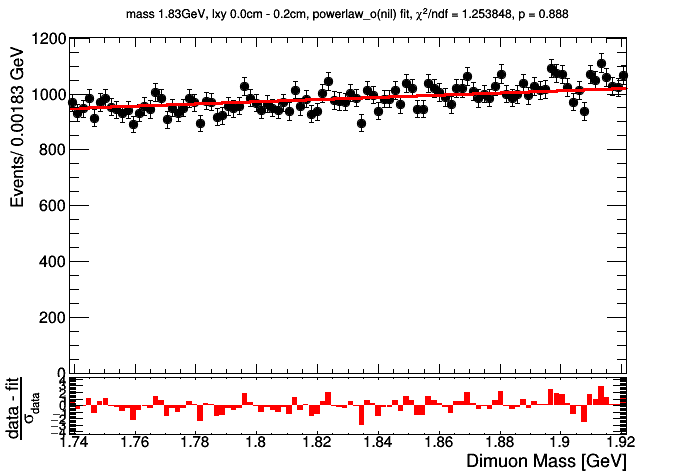 mass 1.83GeV, lxy 0.0cm - 0.2cm, powerlaw_o(nil) fit, χ²/ndf = 1.253848, p = 0.888
1200
1000
800
600
400
200
0
Events/ 0.00183 GeV
data - fit
σdata
1.74 1.76 1.78 1.8 1.82 1.84 1.86 1.88 1.9 1.92
Dimuon Mass [GeV]